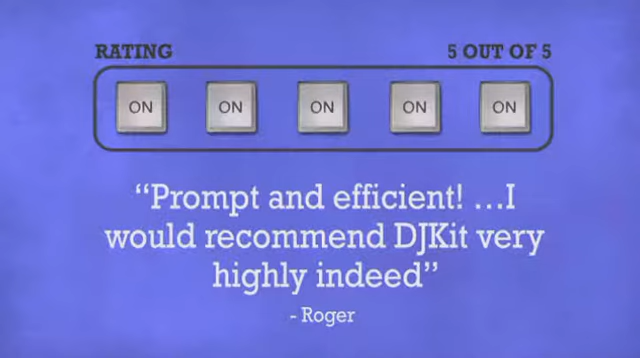 RATING 5 OUT OF 5
ON ON ON ON ON
“Prompt and efficient! …I
would recommend DJKit very
highly indeed”
- Roger